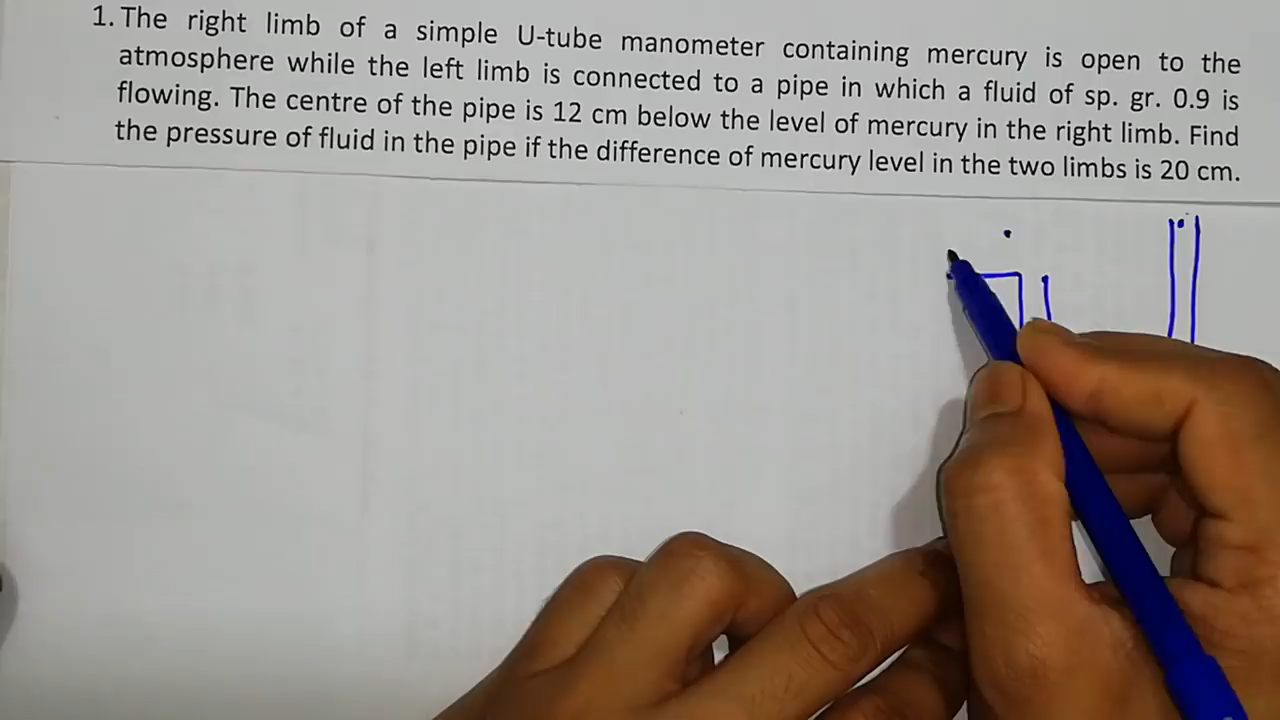 1. The right limb of a simple U-tube manometer containing mercury is open to the
atmosphere while the left limb is connected to a pipe in which a fluid of sp. gr. 0.9 is
flowing. The centre of the pipe is 12 cm below the level of mercury in the right limb. Find
the pressure of fluid in the pipe if the difference of mercury level in the two limbs is 20 cm.